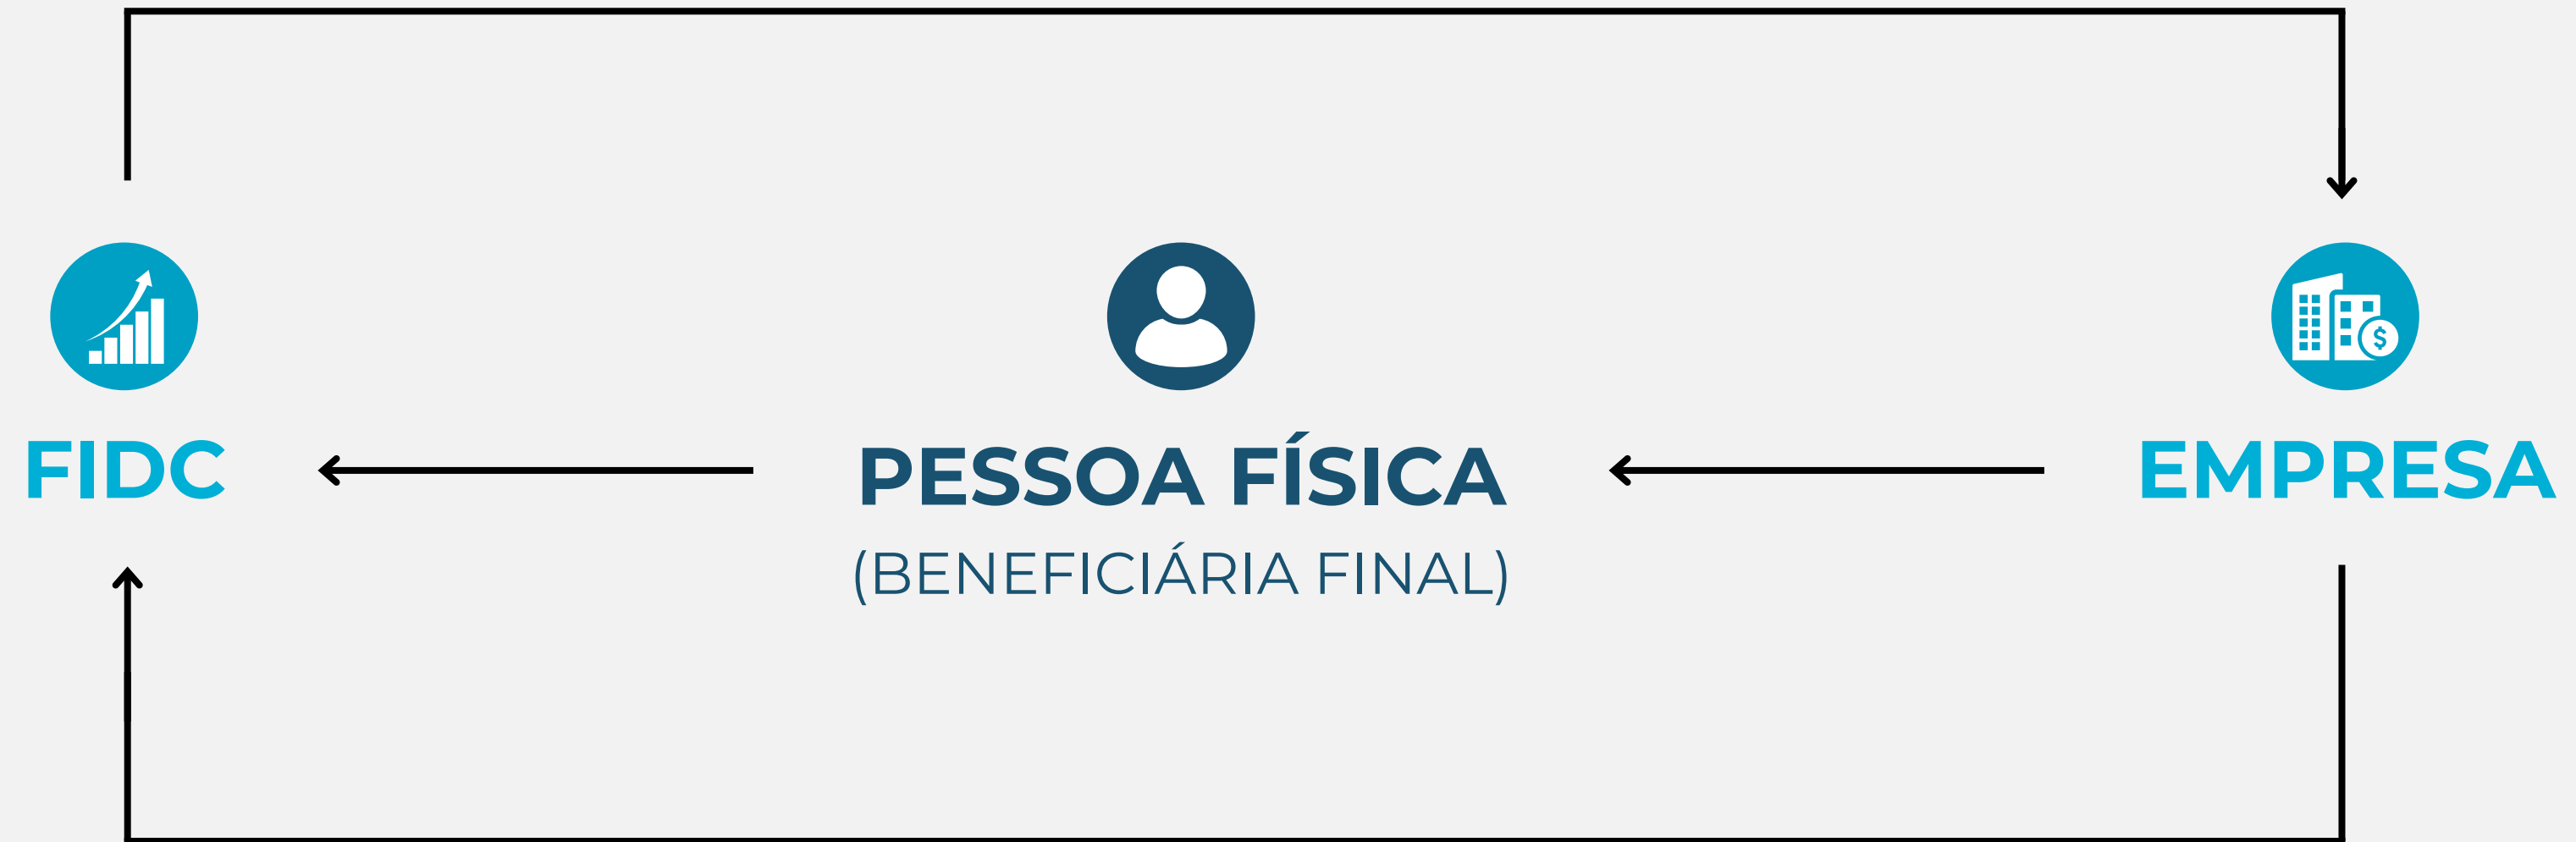 FIDC
PESSOA FÍSICA
(BENEFICIÁRIA FINAL)
$
EMPRESA